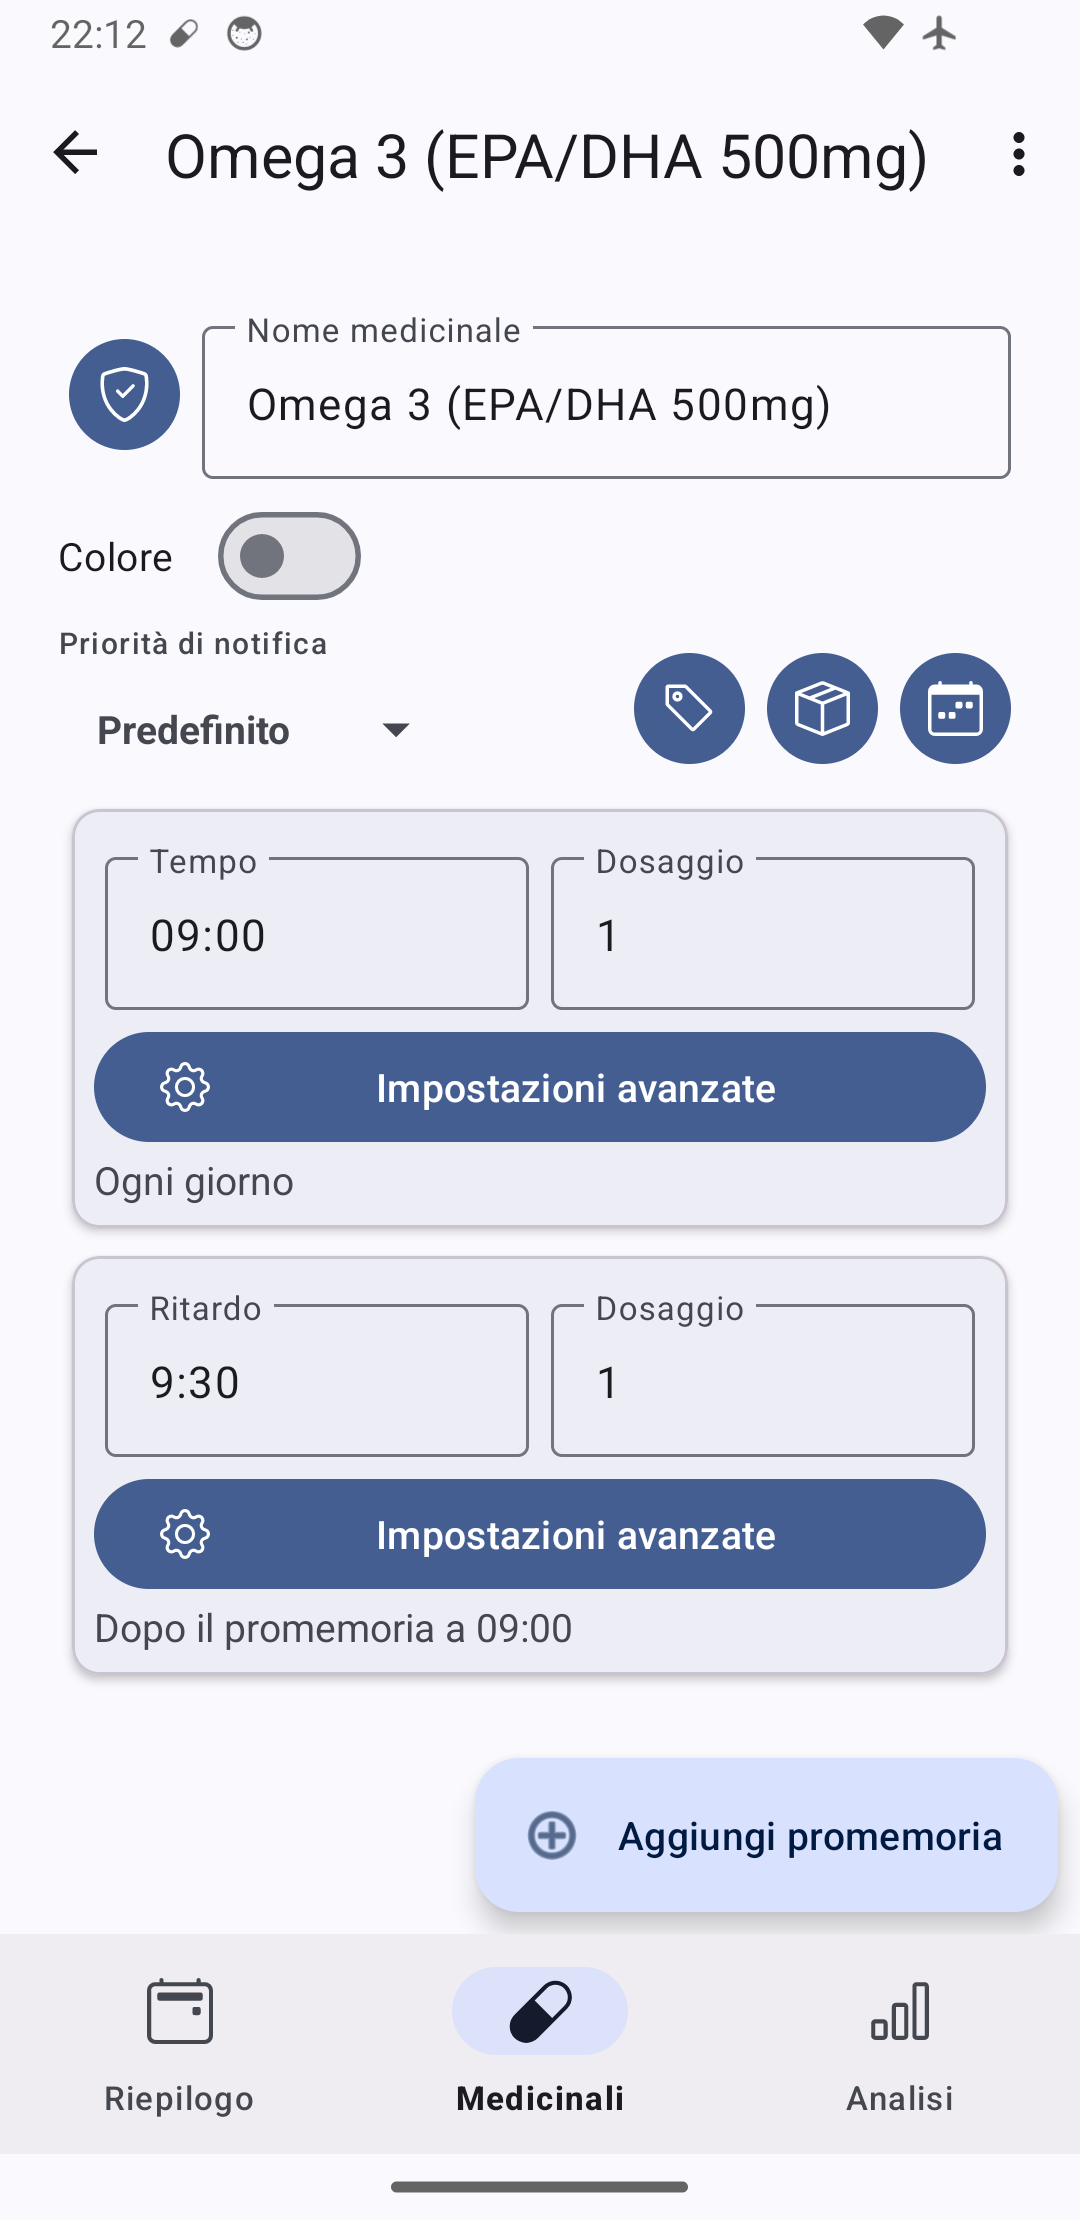 22:12
Omega 3 (EPA/DHA 500mg)
Nome medicinale
Omega 3 (EPA/DHA 500mg)
Colore
Priorità di notifica
Predefinito
Tempo
Dosaggio
09:00
1
Impostazioni avanzate
Ogni giorno
Ritardo
Dosaggio
9:30
1
Impostazioni avanzate
Dopo il promemoria a 09:00
Aggiungi promemoria
Riepilogo
Medicinali
Analisi